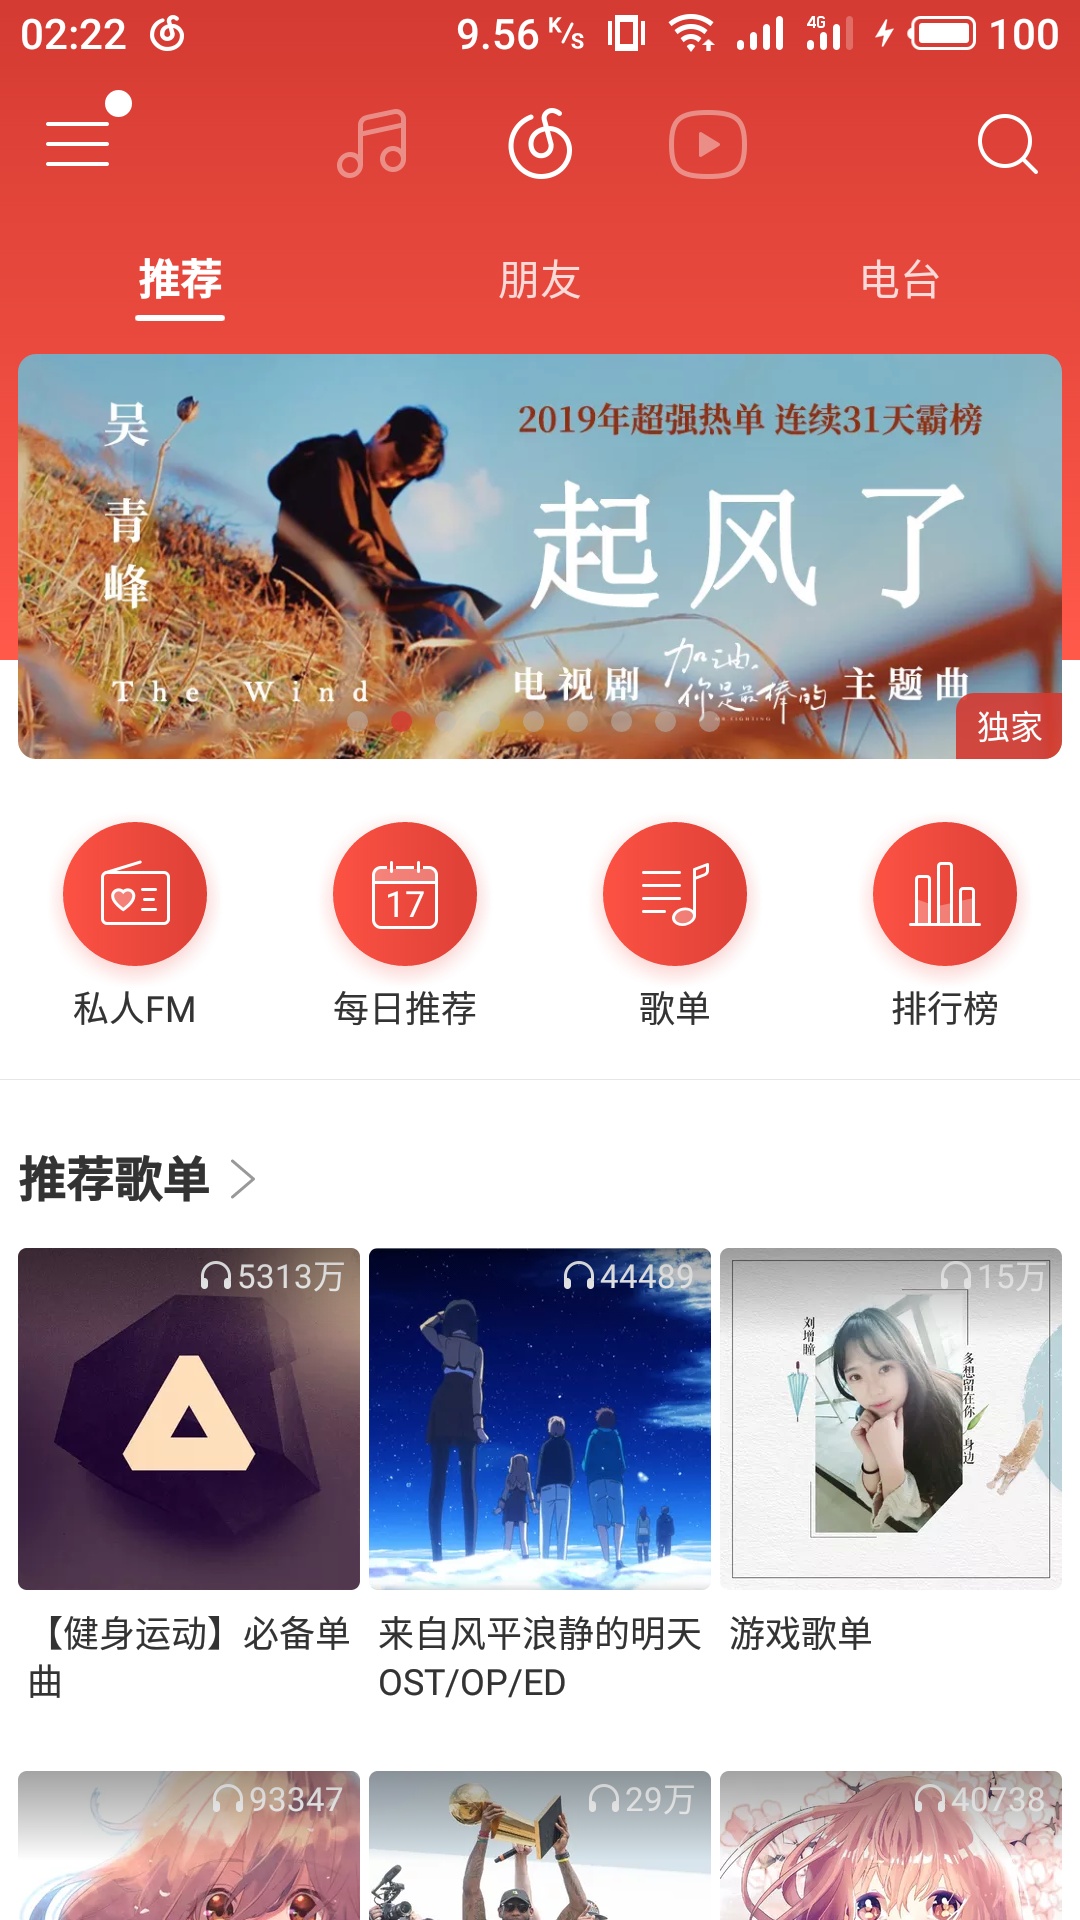 02:22 9.56 K/s 4G 100
推荐 朋友 电台
吴青峰
2019年超强热单 连续31天霸榜
起风了
The Wind
电视剧 加油,你是最棒的 主题曲
独家
17
私人FM 每日推荐 歌单 排行榜
推荐歌单
5313万 44489 15万
刘增瞳
多想留在你身边
【健身运动】必备单曲
来自风平浪静的明天 OST/OP/ED
游戏歌单
93347 29万 40738